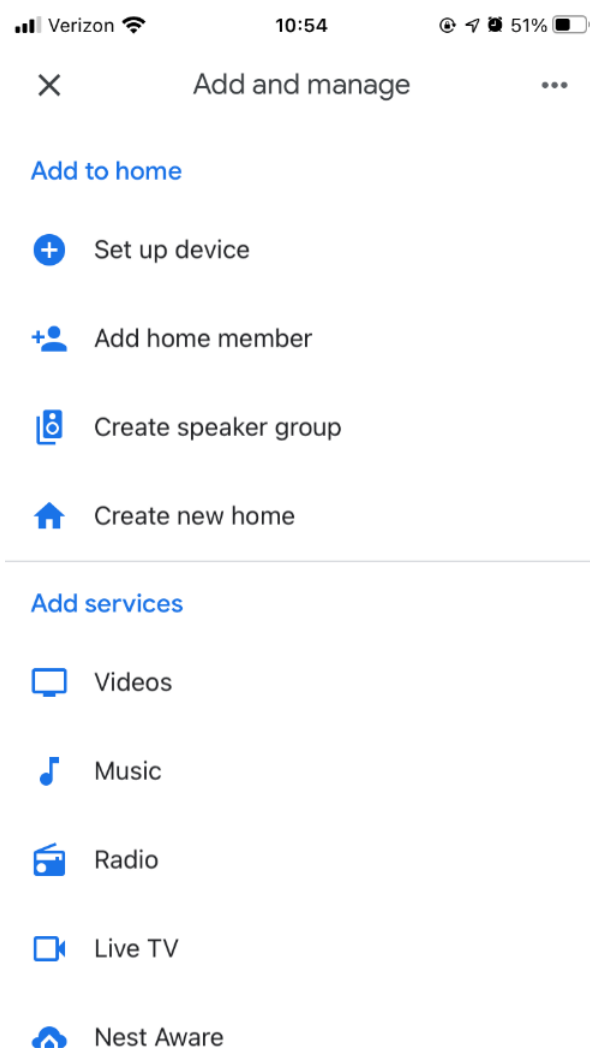 Verizon 10:54 51%
Add and manage
Add to home
Set up device
Add home member
Create speaker group
Create new home
Add services
Videos
Music
Radio
Live TV
Nest Aware